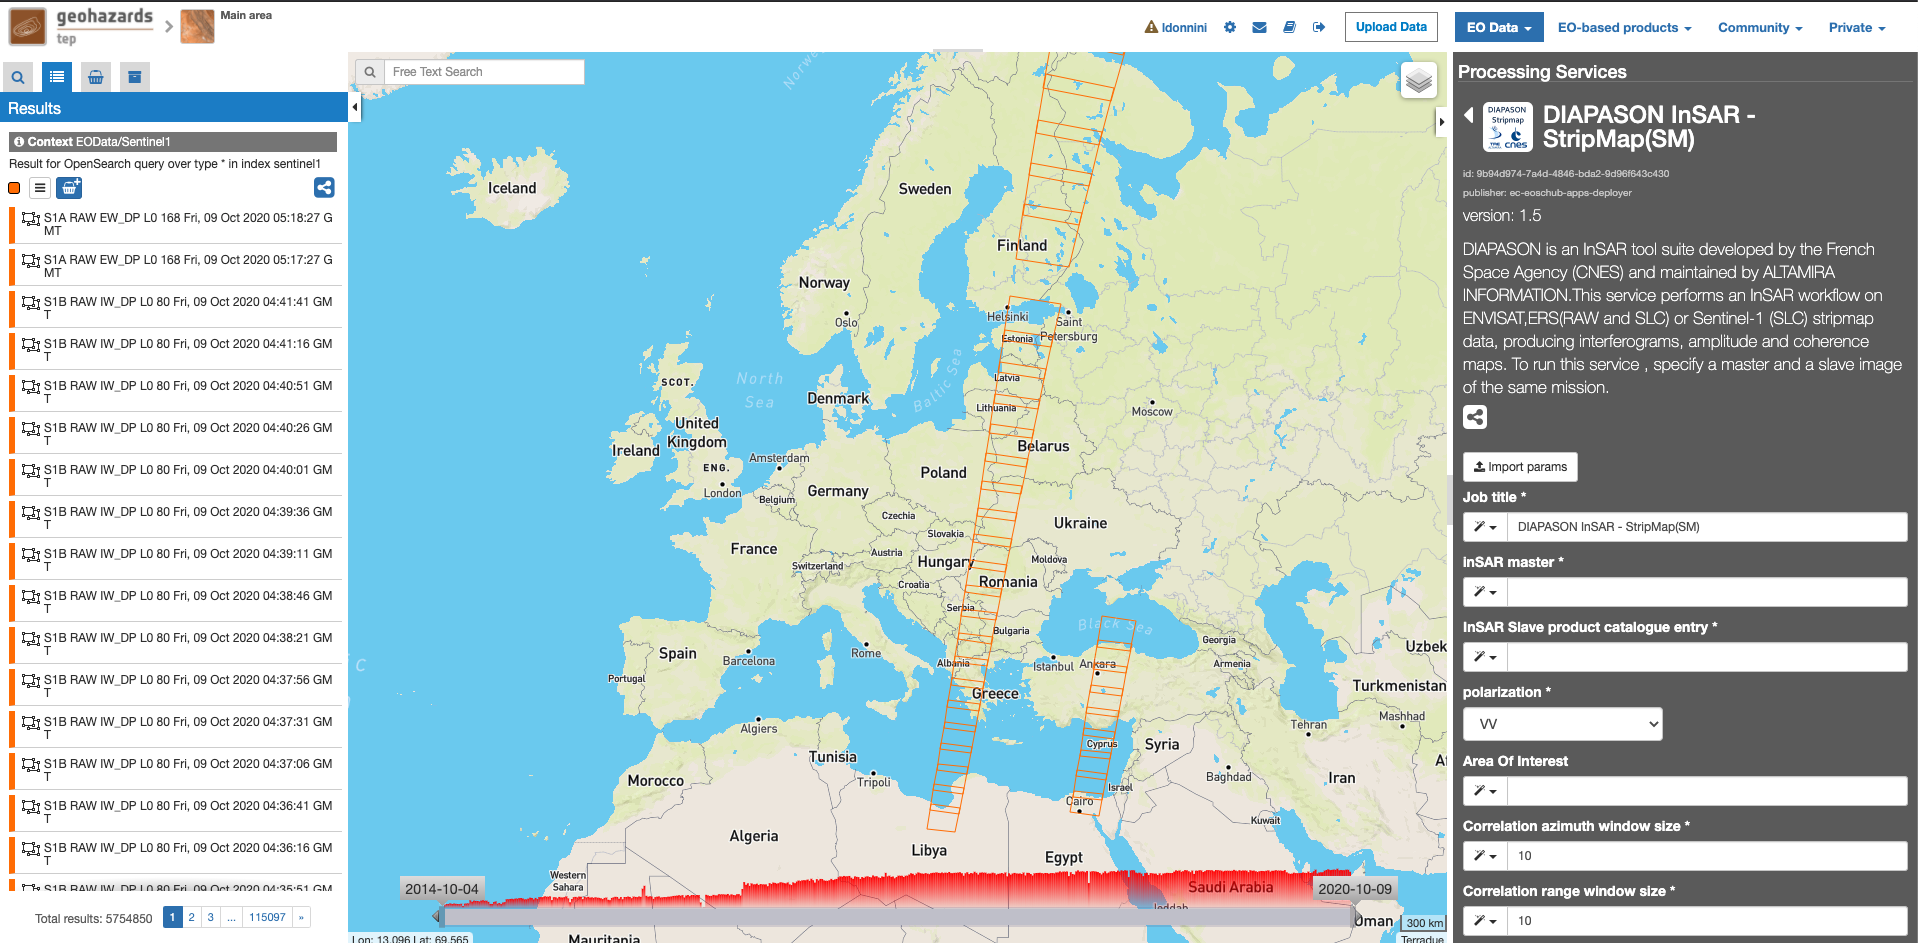 geohazards
tep
Main area
ldonnini
Upload Data
EO Data
EO-based products
Community
Private
Results
Context EOData/Sentinel1
Result for OpenSearch query over type * in index sentinel1
S1A RAW EW_DP L0 168 Fri, 09 Oct 2020 05:18:27 G
MT
S1A RAW EW_DP L0 168 Fri, 09 Oct 2020 05:17:27 G
MT
S1B RAW IW_DP L0 80 Fri, 09 Oct 2020 04:41:41 GM
T
S1B RAW IW_DP L0 80 Fri, 09 Oct 2020 04:41:16 GM
T
S1B RAW IW_DP L0 80 Fri, 09 Oct 2020 04:40:51 GM
T
S1B RAW IW_DP L0 80 Fri, 09 Oct 2020 04:40:26 GM
T
S1B RAW IW_DP L0 80 Fri, 09 Oct 2020 04:40:01 GM
T
S1B RAW IW_DP L0 80 Fri, 09 Oct 2020 04:39:36 GM
T
S1B RAW IW_DP L0 80 Fri, 09 Oct 2020 04:39:11 GM
T
S1B RAW IW_DP L0 80 Fri, 09 Oct 2020 04:38:46 GM
T
S1B RAW IW_DP L0 80 Fri, 09 Oct 2020 04:38:21 GM
T
S1B RAW IW_DP L0 80 Fri, 09 Oct 2020 04:37:56 GM
T
S1B RAW IW_DP L0 80 Fri, 09 Oct 2020 04:37:31 GM
T
S1B RAW IW_DP L0 80 Fri, 09 Oct 2020 04:37:06 GM
T
S1B RAW IW_DP L0 80 Fri, 09 Oct 2020 04:36:41 GM
T
S1B RAW IW_DP L0 80 Fri, 09 Oct 2020 04:36:16 GM
T
S1B RAW IW_DP L0 80 Fri, 09 Oct 2020 04:35:51 GM
Total results: 5754850
1 2 3 ... 115097 »
Free Text Search
Iceland
Sweden
Finland
Norway
Oslo
Helsinki
Saint
Petersburg
Estonia
Latvia
Lithuania
Baltic Sea
North
Sea
SCOT.
Denmark
Moscow
United
Kingdom
Ireland
ENG.
London
Amsterdam
Belgium
Belarus
Poland
Germany
Czechia
Ukraine
Slovakia
France
Austria
Switzerland
Hungary
Moldova
Croatia
Romania
Serbia
Bulgaria
Black Sea
Georgia
Armenia
Uzbek
Spain
Barcelona
Rome
Albania
Istanbul
Ankara
Portugal
Greece
Turkmenistan
Algiers
Tehran
Mashhad
Tunisia
Cyprus
Syria
Morocco
Tripoli
Baghdad
Iran
Israel
Cairo
Kuwait
Algeria
Libya
Egypt
Western
Sahara
Saudi Arabia
Jeddah
Oman
Mauritania
2014-10-04
2020-10-09
300 km
Lon: 13.096 Lat: 69.565
Terradue
Processing Services
DIAPASON
Stripmap
cnes
DIAPASON InSAR -
StripMap(SM)
id: 9b94d974-7a4d-4846-bda2-9d96f643c430
publisher: ec-eoschub-apps-deployer
version: 1.5
DIAPASON is an InSAR tool suite developed by the French
Space Agency (CNES) and maintained by ALTAMIRA
INFORMATION.This service performs an InSAR workflow on
ENVISAT,ERS(RAW and SLC) or Sentinel-1 (SLC) stripmap
data, producing interferograms, amplitude and coherence
maps. To run this service , specify a master and a slave image
of the same mission.
Import params
Job title *
DIAPASON InSAR - StripMap(SM)
inSAR master *
InSAR Slave product catalogue entry *
polarization *
VV
Area Of Interest
Correlation azimuth window size *
10
Correlation range window size *
10